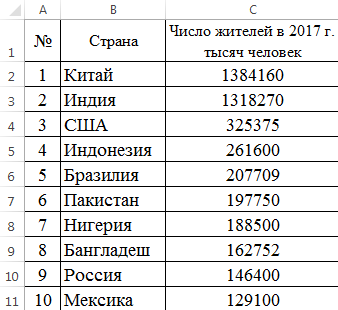 A B C
1 № Страна Число жителей в 2017 г. тысяч человек
2 1 Китай 1384160
3 2 Индия 1318270
4 3 США 325375
5 4 Индонезия 261600
6 5 Бразилия 207709
7 6 Пакистан 197750
8 7 Нигерия 188500
9 8 Бангладеш 162752
10 9 Россия 146400
11 10 Мексика 129100